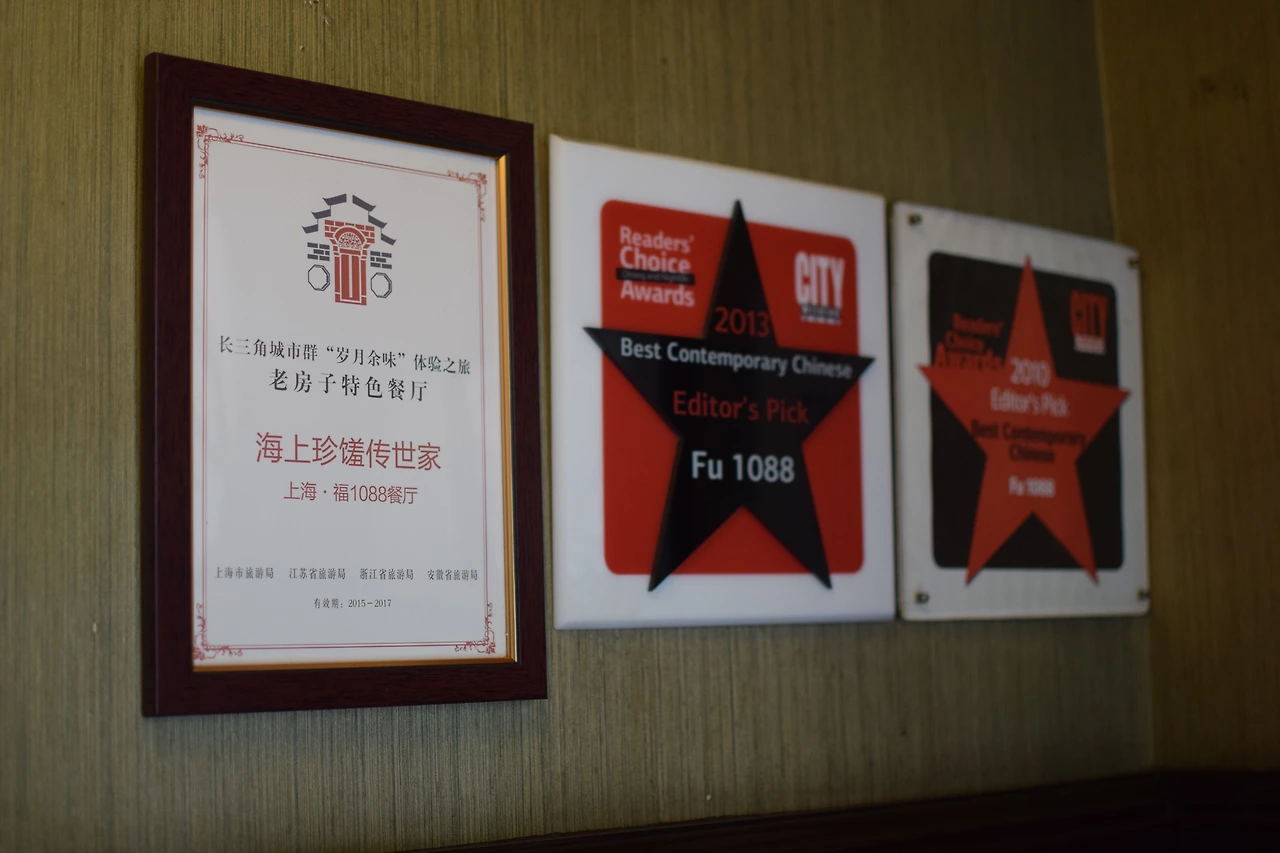 长三角城市群“岁月余味”体验之旅
老房子特色餐厅
海上珍馐传世家
上海·福1088餐厅
上海市旅游局 江苏省旅游局 浙江省旅游局 安徽省旅游局
有效期：2015－2017
Readers'
Choice
Awards
CITY
2013
Best Contemporary Chinese
Editor's Pick
Fu 1088
Readers'
Choice
Awards
CITY
2010
Editor's Pick
Best Contemporary
Chinese
Fu 1088